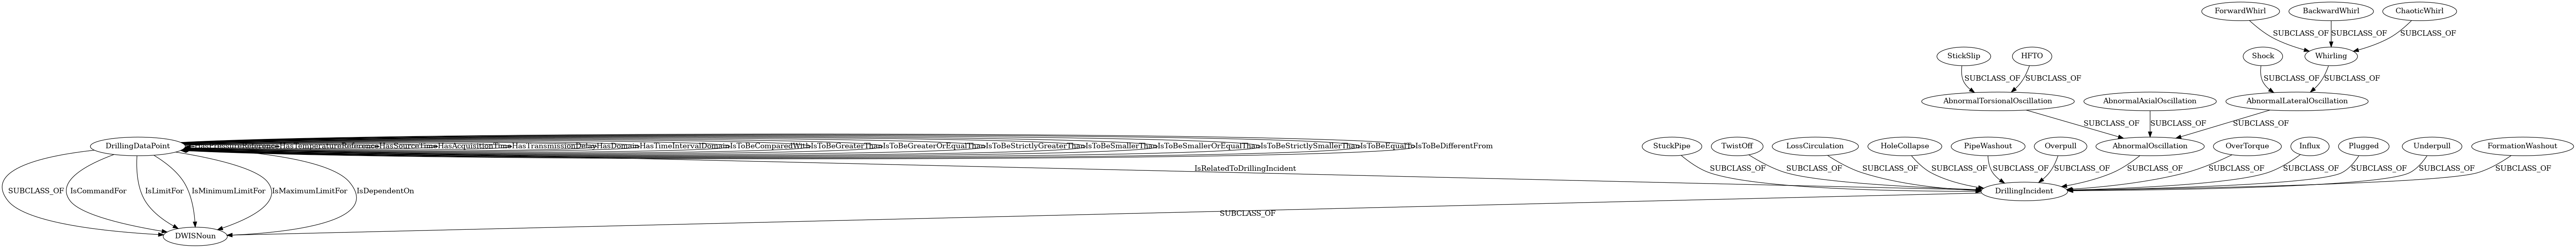 ForwardWhirl BackwardWhirl ChaoticWhirl
SUBCLASS_OF SUBCLASS_OF SUBCLASS_OF
StickSlip HFTO Shock Whirling
SUBCLASS_OF SUBCLASS_OF SUBCLASS_OF SUBCLASS_OF
AbnormalTorsionalOscillation AbnormalAxialOscillation AbnormalLateralOscillation
SUBCLASS_OF SUBCLASS_OF SUBCLASS_OF
DrillingDataPoint HasPressureReference HasTemperatureReference HasSourceTime HasAcquisitionTime HasTransmissionDelay HasDomain HasTimeIntervalDomain IsToBeComparedWith IsToBeGreaterThan IsToBeGreaterOrEqualThan IsToBeStrictlyGreaterThan IsToBeSmallerThan IsToBeSmallerOrEqualThan IsToBeStrictlySmallerThan IsToBeEqualTo IsToBeDifferentFrom StuckPipe TwistOff LossCirculation HoleCollapse PipeWashout Overpull AbnormalOscillation OverTorque Influx Plugged Underpull FormationWashout
IsRelatedToDrillingIncident SUBCLASS_OF SUBCLASS_OF SUBCLASS_OF SUBCLASS_OF SUBCLASS_OF SUBCLASS_OF SUBCLASS_OF SUBCLASS_OF SUBCLASS_OF SUBCLASS_OF SUBCLASS_OF SUBCLASS_OF
SUBCLASS_OF IsCommandFor IsLimitFor IsMinimumLimitFor IsMaximumLimitFor IsDependentOn DrillingIncident
SUBCLASS_OF
DWISNoun